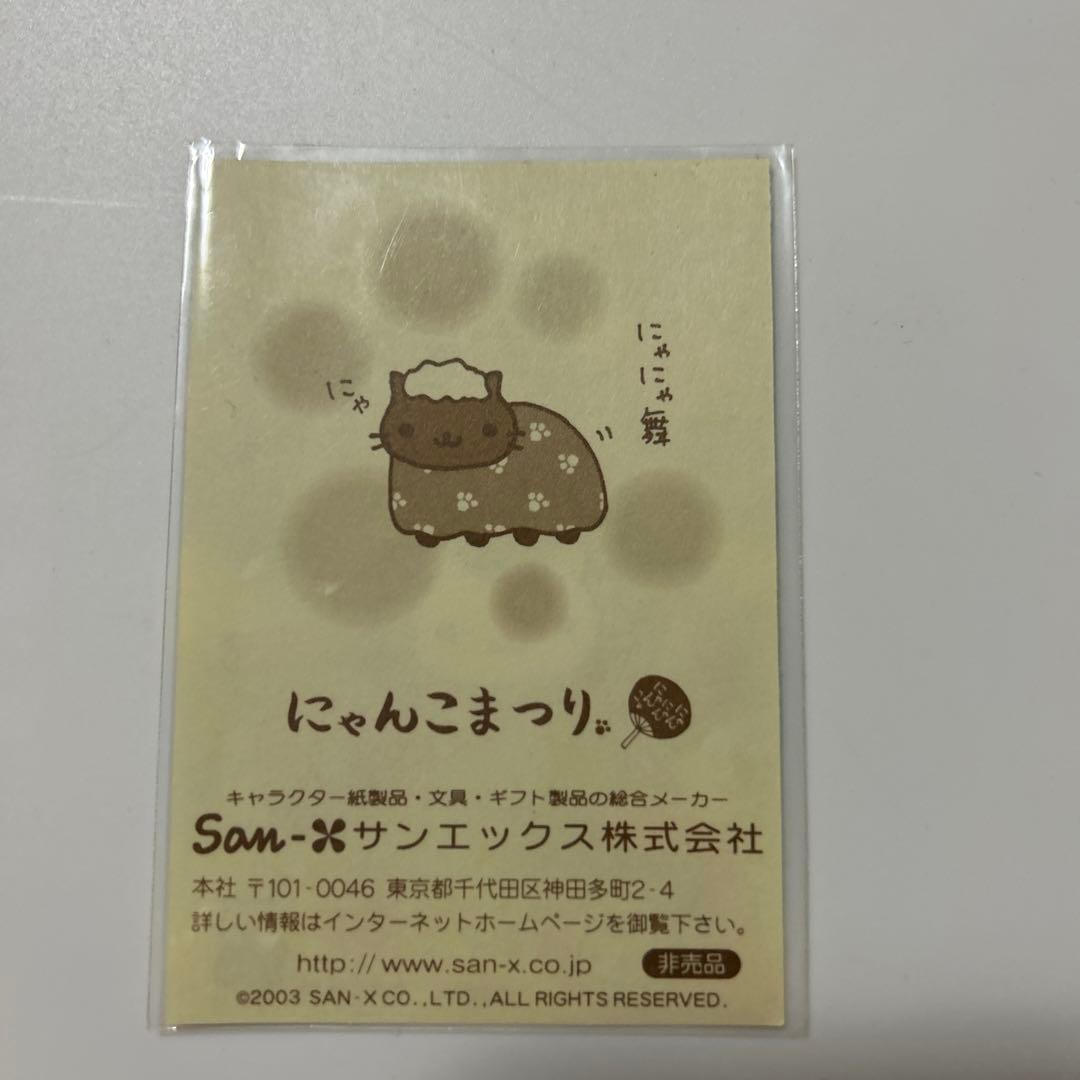 にゃにゃ舞
にゃ
にゃんこまつり
キャラクター紙製品・文具・ギフト製品の総合メーカー
San-X サンエックス株式会社
本社 〒101-0046 東京都千代田区神田多町2-4
詳しい情報はインターネットホームページを御覧下さい。
http://www.san-x.co.jp 非売品
©2003 SAN-X CO.,LTD.,ALL RIGHTS RESERVED.